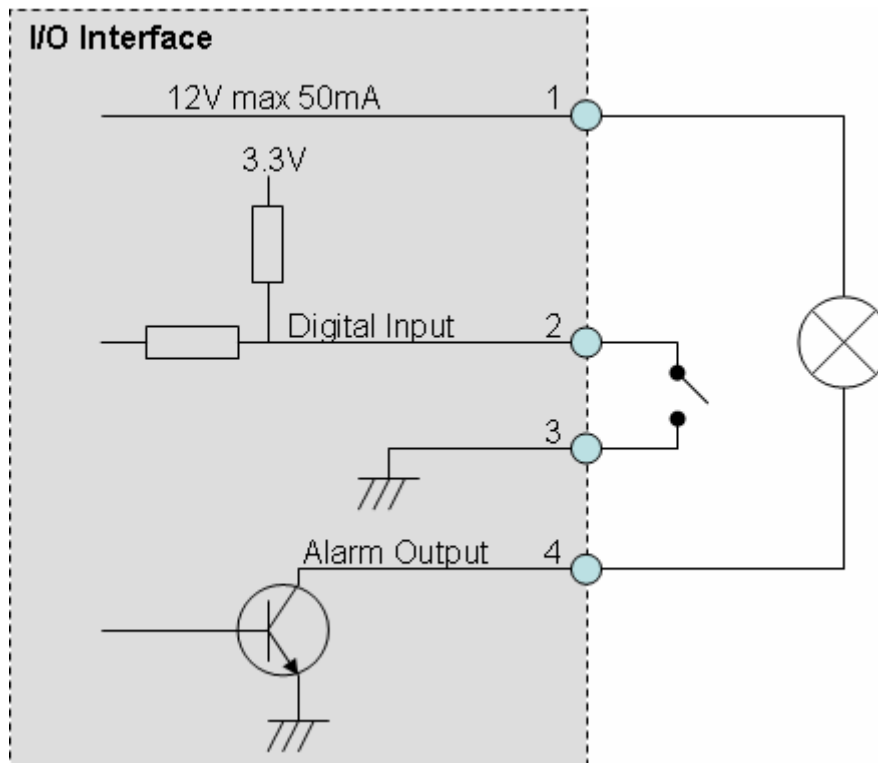 I/O Interface
12V max 50mA 1
3.3V
Digital Input 2
3
Alarm Output 4